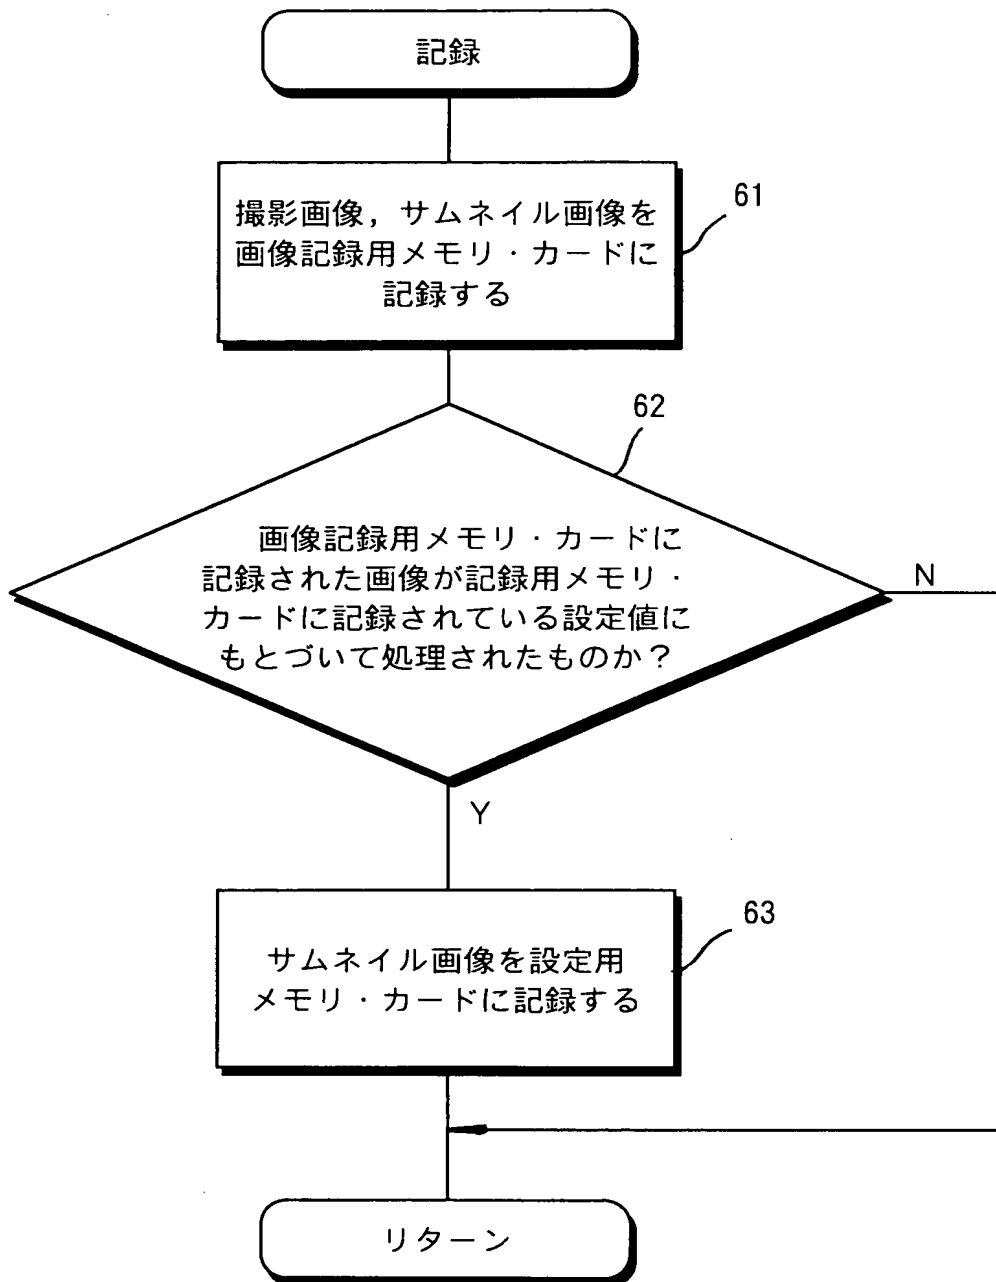 記録
撮影画像，サムネイル画像を
画像記録用メモリ・カードに
記録する
61
62
画像記録用メモリ・カードに
記録された画像が記録用メモリ・
カードに記録されている設定値に
もとづいて処理されたものか？
N
Y
サムネイル画像を設定用
メモリ・カードに記録する
63
リターン